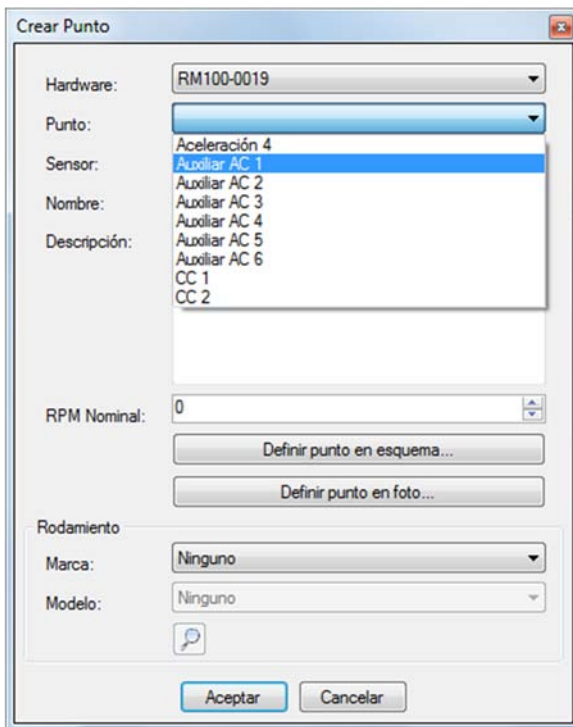 Crear Punto
Hardware: RM100-0019
Punto:
Aceleración 4
Sensor: Auxiliar AC 1
Auxiliar AC 2
Nombre: Auxiliar AC 3
Auxiliar AC 4
Descripción: Auxiliar AC 5
Auxiliar AC 6
CC 1
CC 2
RPM Nominal: 0
Definir punto en esquema...
Definir punto en foto...
Rodamiento
Marca: Ninguno
Modelo: Ninguno
Aceptar Cancelar